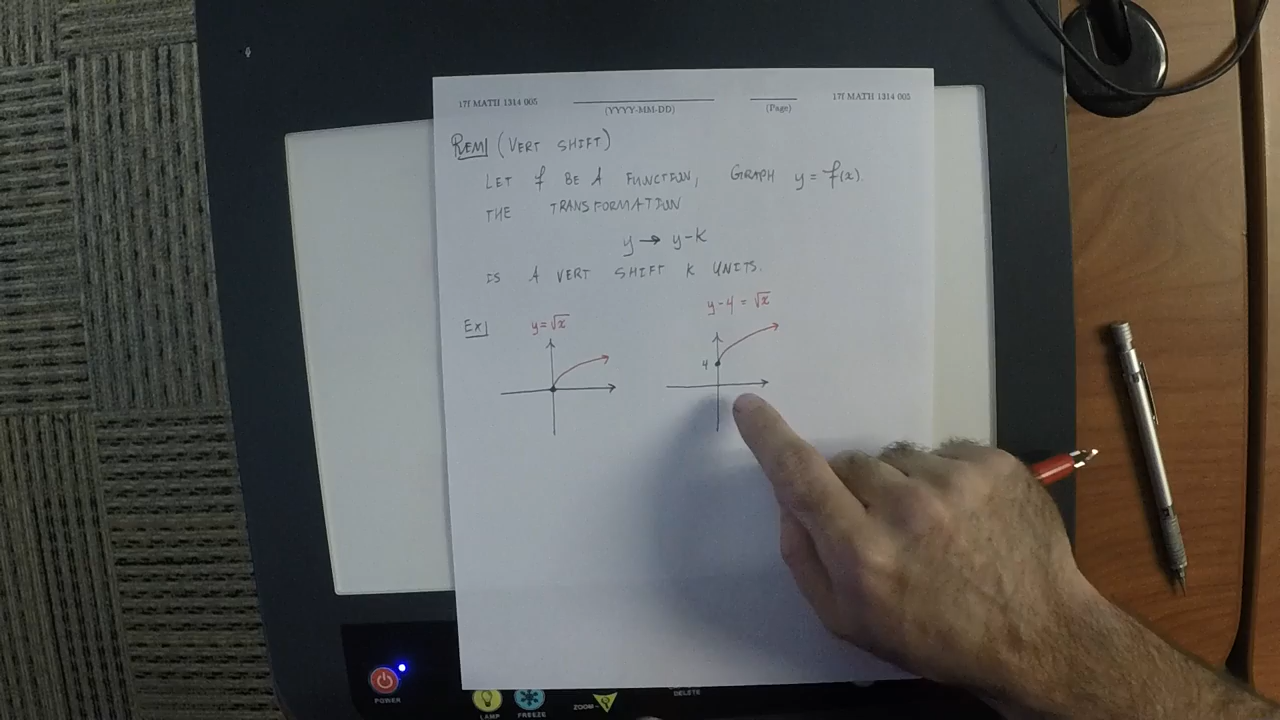 17f MATH 1314 005
(YYYY-MM-DD)
(Page)
17f MATH 1314 005
REM (VERT SHIFT)
LET f BE A FUNCTION, GRAPH y = f(x).
THE TRANSFORMATION
y → y-k
IS A VERT SHIFT K UNITS.
EX y=√x
y-4 = √x
4
POWER
LAMP
FREEZE
ZOOM-
DELETE